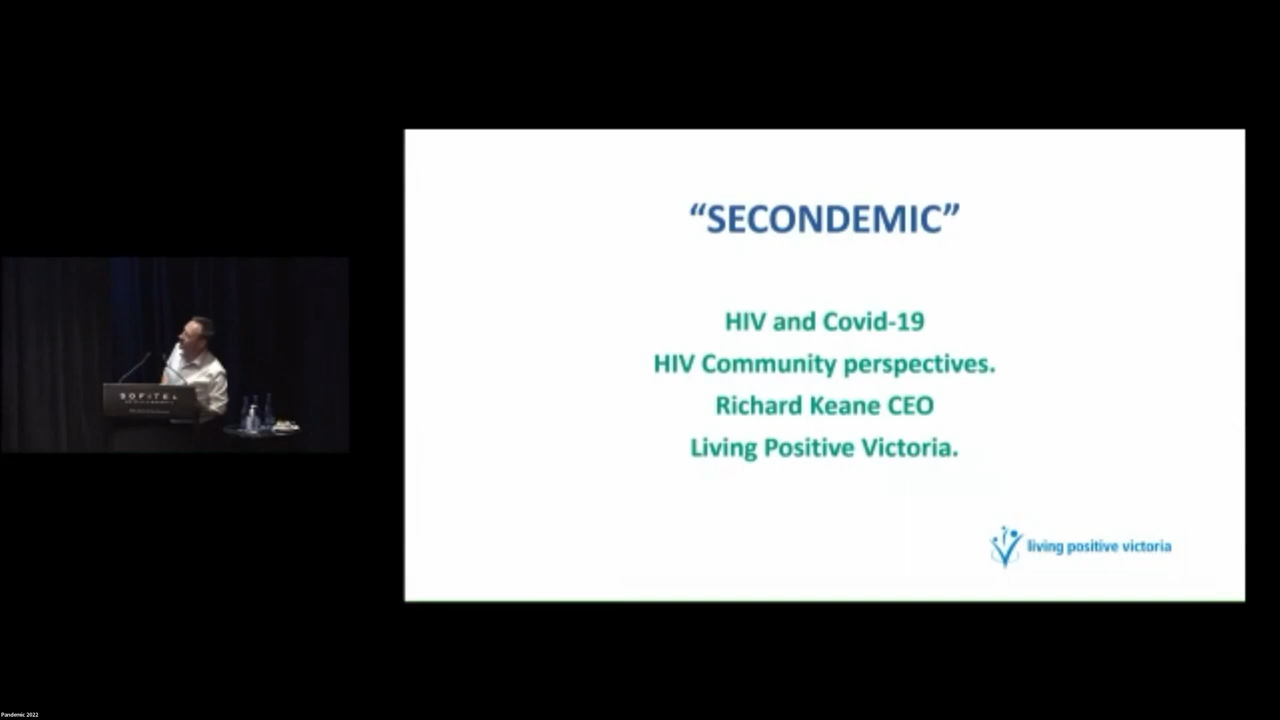 “SECONDEMIC”
HIV and Covid-19
HIV Community perspectives.
Richard Keane CEO
Living Positive Victoria.
living positive victoria
SOFITEL
Pandemic 2022